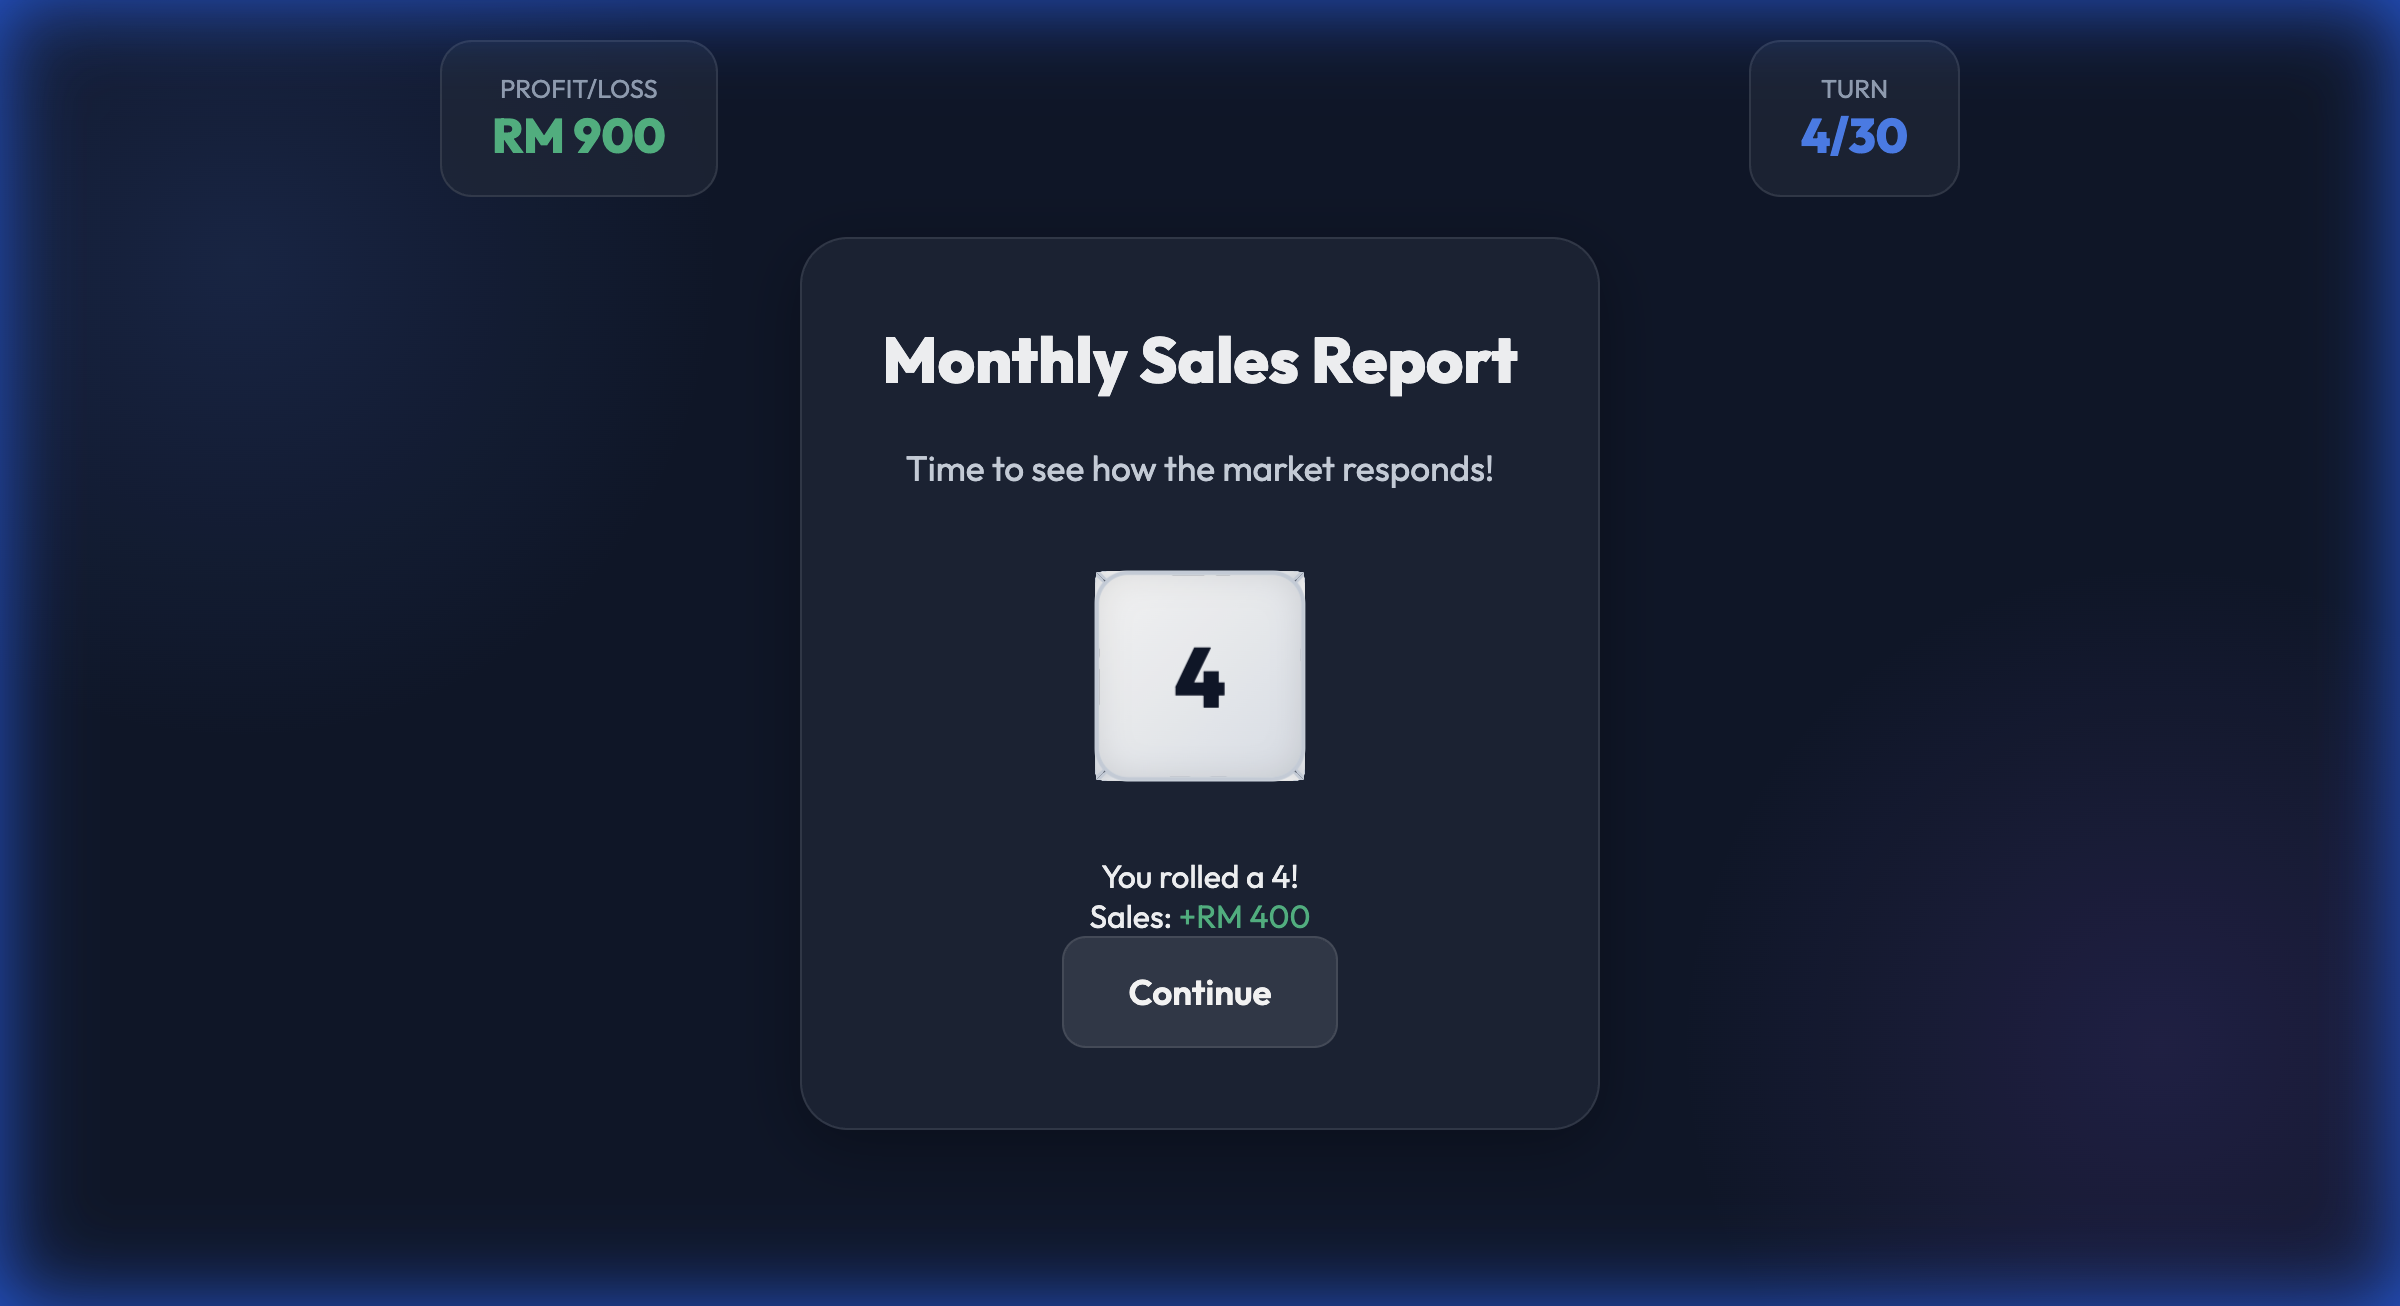 PROFIT/LOSS
RM 900
TURN
4/30
Monthly Sales Report
Time to see how the market responds!
4
You rolled a 4!
Sales: +RM 400
Continue